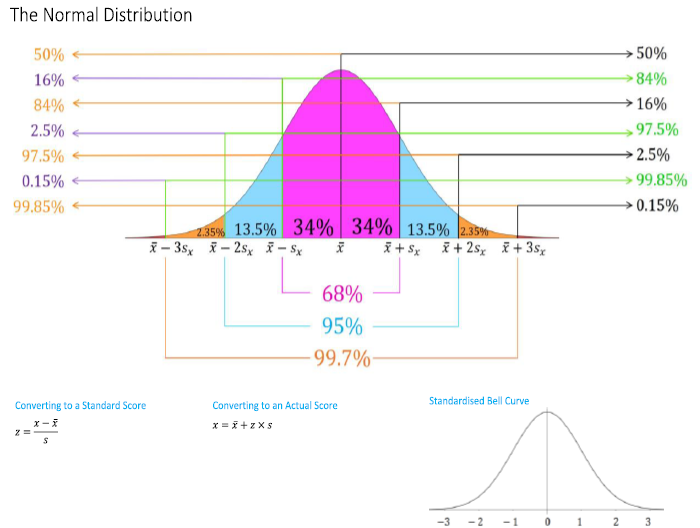 The Normal Distribution
50% 50%
16% 84%
84% 16%
2.5% 97.5%
97.5% 2.5%
0.15% 99.85%
99.85% 0.15%
2.35% 13.5% 34% 34% 13.5% 2.35%
x̄ − 3sₓ x̄ − 2sₓ x̄ − sₓ x̄ x̄ + sₓ x̄ + 2sₓ x̄ + 3sₓ
68%
95%
99.7%
Converting to a Standard Score
z = (x − x̄)/s
Converting to an Actual Score
x = x̄ + z × s
Standardised Bell Curve
−3 −2 −1 0 1 2 3